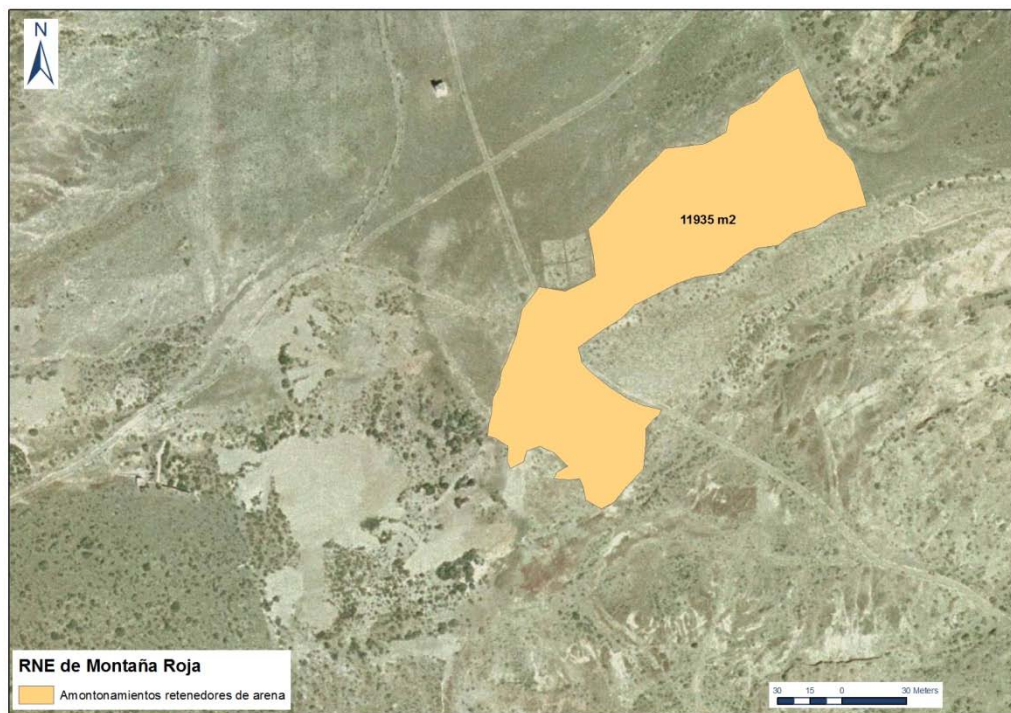 N
11935 m2
RNE de Montaña Roja
Amontonamientos retenedores de arena
30 15 0 30 Meters